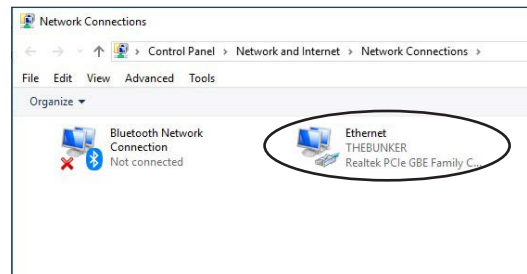 Network Connections
Control Panel > Network and Internet > Network Connections >
File Edit View Advanced Tools
Organize
Bluetooth Network
Connection
Not connected
Ethernet
THEBUNKER
Realtek PCIe GBE Family C...